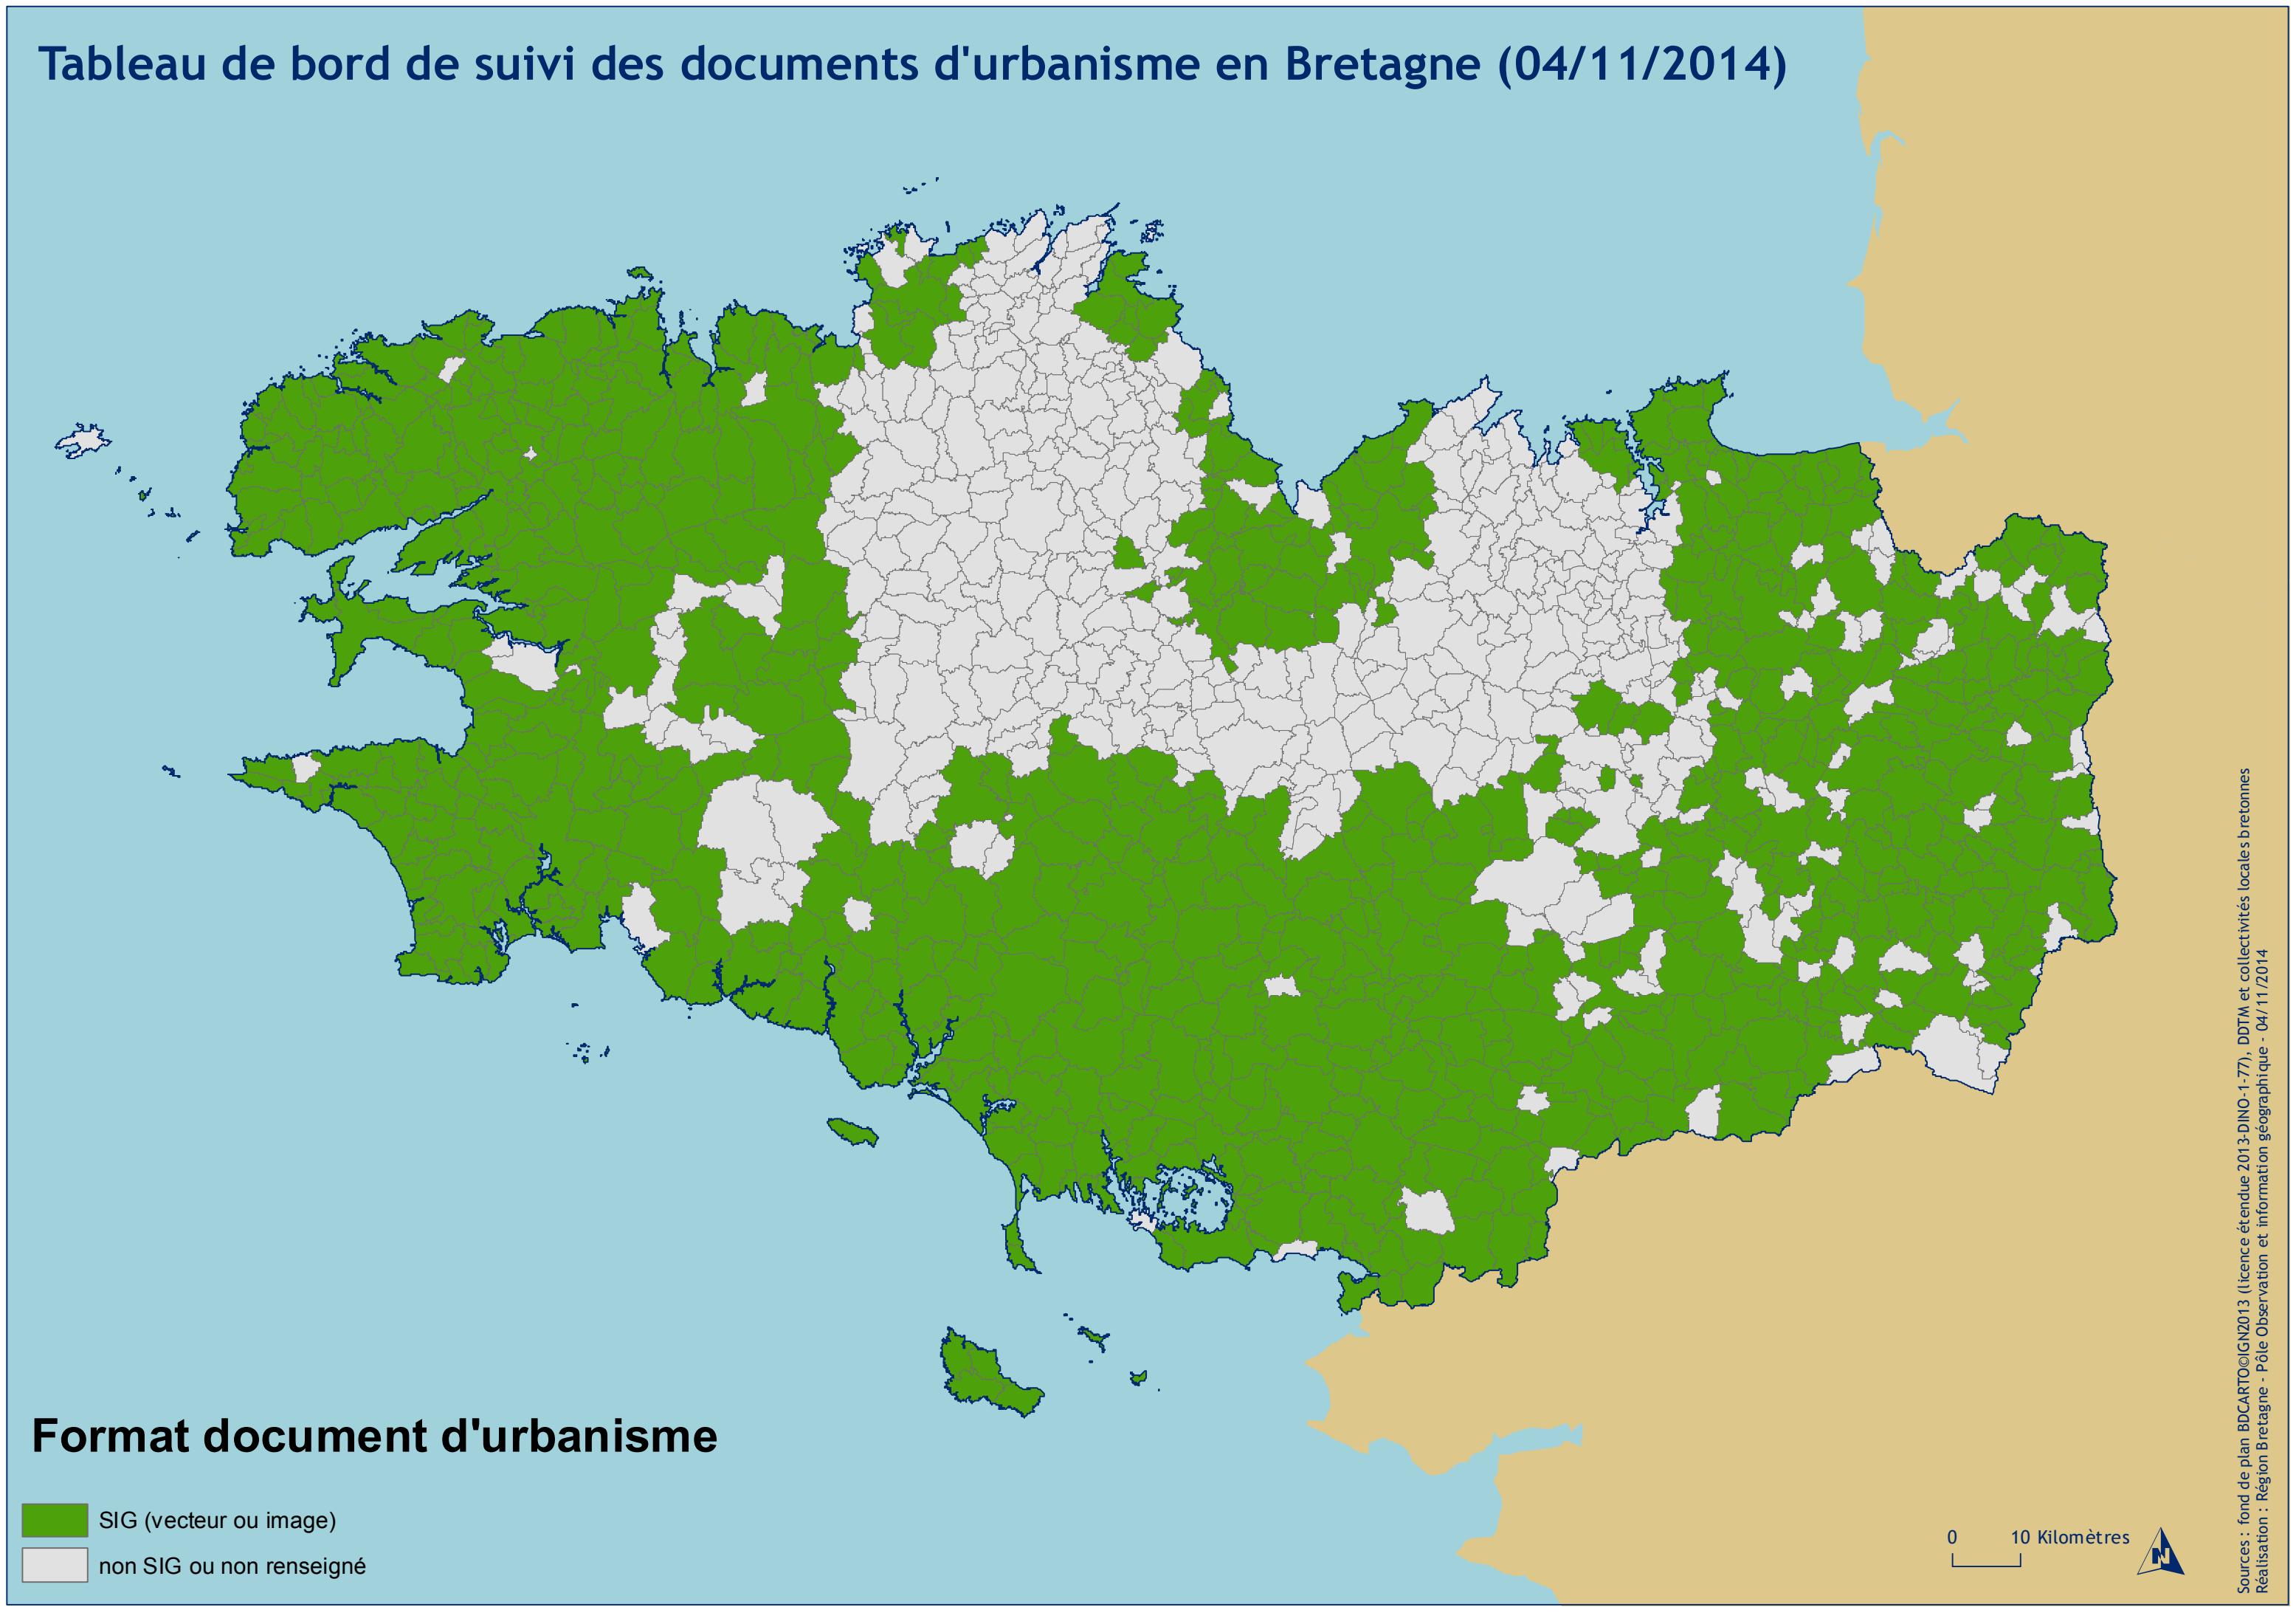 Tableau de bord de suivi des documents d'urbanisme en Bretagne (04/11/2014)
Format document d'urbanisme
SIG (vecteur ou image)
non SIG ou non renseigné
0 10 Kilomètres
N
Sources : fond de plan BDCARTO©IGN2013 (licence étendue 2013-DINO-1-77), DDTM et collectivités locales bretonnes
Réalisation : Région Bretagne - Pôle Observation et information géographique - 04/11/2014